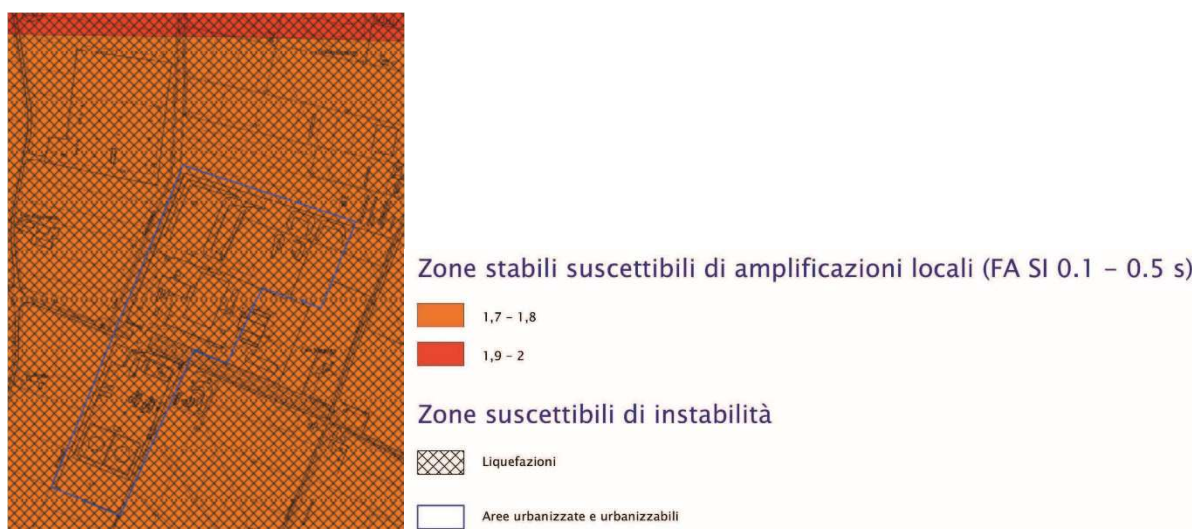 Zone stabili suscettibili di amplificazioni locali (FA SI 0.1 – 0.5 s)
1,7 – 1,8
1,9 – 2
Zone suscettibili di instabilità
Liquefazioni
Aree urbanizzate e urbanizzabili